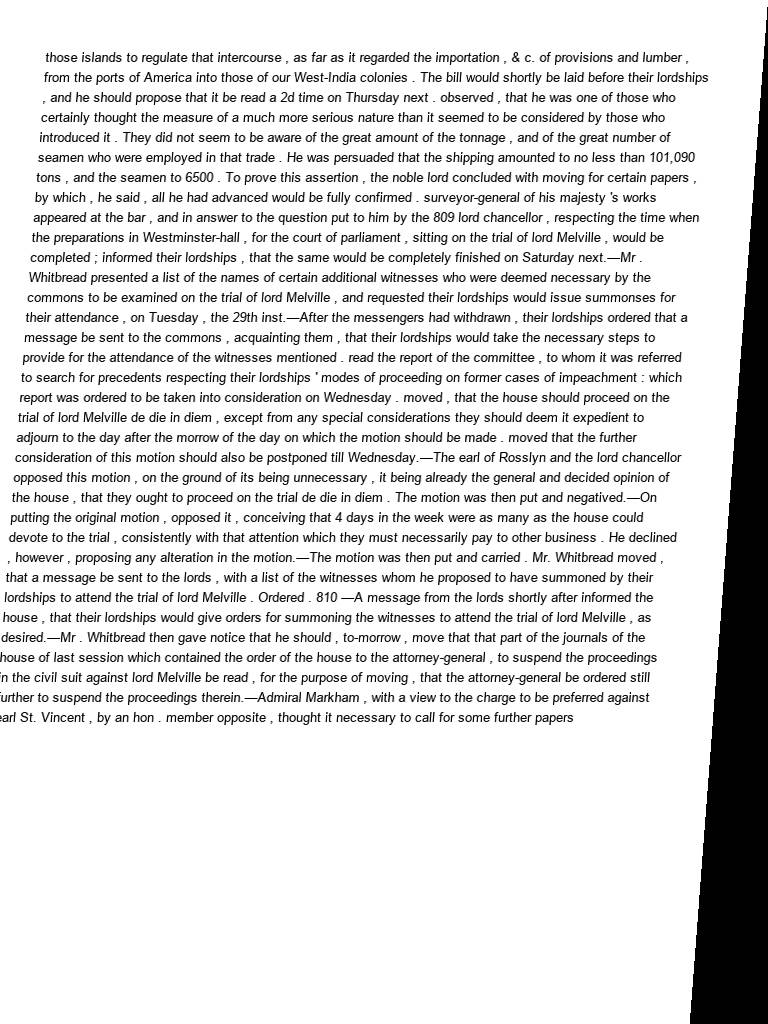 those islands to regulate that intercourse , as far as it regarded the importation , & c. of provisions and lumber ,
from the ports of America into those of our West-India colonies . The bill would shortly be laid before their lordships
, and he should propose that it be read a 2d time on Thursday next . observed , that he was one of those who
certainly thought the measure of a much more serious nature than it seemed to be considered by those who
introduced it . They did not seem to be aware of the great amount of the tonnage , and of the great number of
seamen who were employed in that trade . He was persuaded that the shipping amounted to no less than 101,090
tons , and the seamen to 6500 . To prove this assertion , the noble lord concluded with moving for certain papers ,
by which , he said , all he had advanced would be fully confirmed . surveyor-general of his majesty 's works
appeared at the bar , and in answer to the question put to him by the 809 lord chancellor , respecting the time when
the preparations in Westminster-hall , for the court of parliament , sitting on the trial of lord Melville , would be
completed ; informed their lordships , that the same would be completely finished on Saturday next.—Mr .
Whitbread presented a list of the names of certain additional witnesses who were deemed necessary by the
commons to be examined on the trial of lord Melville , and requested their lordships would issue summonses for
their attendance , on Tuesday , the 29th inst.—After the messengers had withdrawn , their lordships ordered that a
message be sent to the commons , acquainting them , that their lordships would take the necessary steps to
provide for the attendance of the witnesses mentioned . read the report of the committee , to whom it was referred
to search for precedents respecting their lordships ' modes of proceeding on former cases of impeachment : which
report was ordered to be taken into consideration on Wednesday . moved , that the house should proceed on the
trial of lord Melville de die in diem , except from any special considerations they should deem it expedient to
adjourn to the day after the morrow of the day on which the motion should be made . moved that the further
consideration of this motion should also be postponed till Wednesday.—The earl of Rosslyn and the lord chancellor
opposed this motion , on the ground of its being unnecessary , it being already the general and decided opinion of
the house , that they ought to proceed on the trial de die in diem . The motion was then put and negatived.—On
putting the original motion , opposed it , conceiving that 4 days in the week were as many as the house could
devote to the trial , consistently with that attention which they must necessarily pay to other business . He declined
, however , proposing any alteration in the motion.—The motion was then put and carried . Mr. Whitbread moved ,
that a message be sent to the lords , with a list of the witnesses whom he proposed to have summoned by their
lordships to attend the trial of lord Melville . Ordered . 810 —A message from the lords shortly after informed the
house , that their lordships would give orders for summoning the witnesses to attend the trial of lord Melville , as
desired.—Mr . Whitbread then gave notice that he should , to-morrow , move that that part of the journals of the
house of last session which contained the order of the house to the attorney-general , to suspend the proceedings
in the civil suit against lord Melville be read , for the purpose of moving , that the attorney-general be ordered still
further to suspend the proceedings therein.—Admiral Markham , with a view to the charge to be preferred against
earl St. Vincent , by an hon . member opposite , thought it necessary to call for some further papers